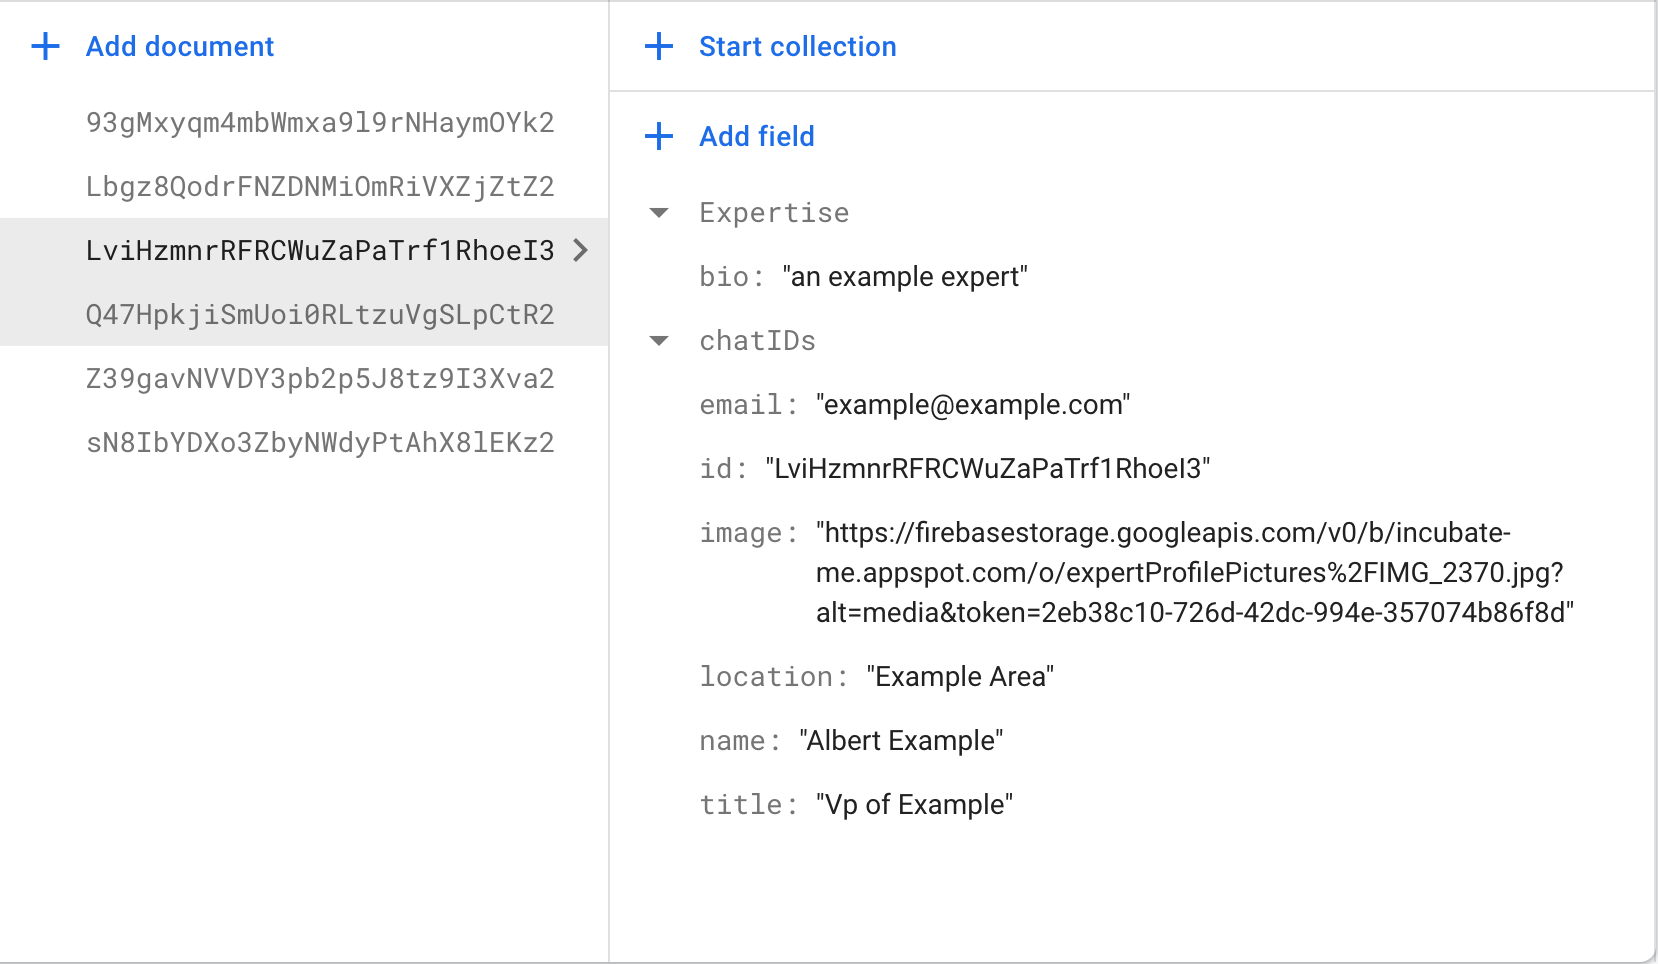 Add document
93gMxyqm4mbWmxa9l9rNHaymOYk2
Lbgz8QodrFNZDNMiOmRiVXZjZtZ2
LviHzmnrRFRCWuZaPaTrf1RhoeI3
Q47HpkjiSmUoi0RLtzuVgSLpCtR2
Z39gavNVVDY3pb2p5J8tz9I3Xva2
sN8IbYDXo3ZbyNWdyPtAhX8lEKz2
Start collection
Add field
Expertise
bio: "an example expert"
chatIDs
email: "example@example.com"
id: "LviHzmnrRFRCWuZaPaTrf1RhoeI3"
image: "https://firebasestorage.googleapis.com/v0/b/incubate-
me.appspot.com/o/expertProfilePictures%2FIMG_2370.jpg?
alt=media&token=2eb38c10-726d-42dc-994e-357074b86f8d"
location: "Example Area"
name: "Albert Example"
title: "Vp of Example"